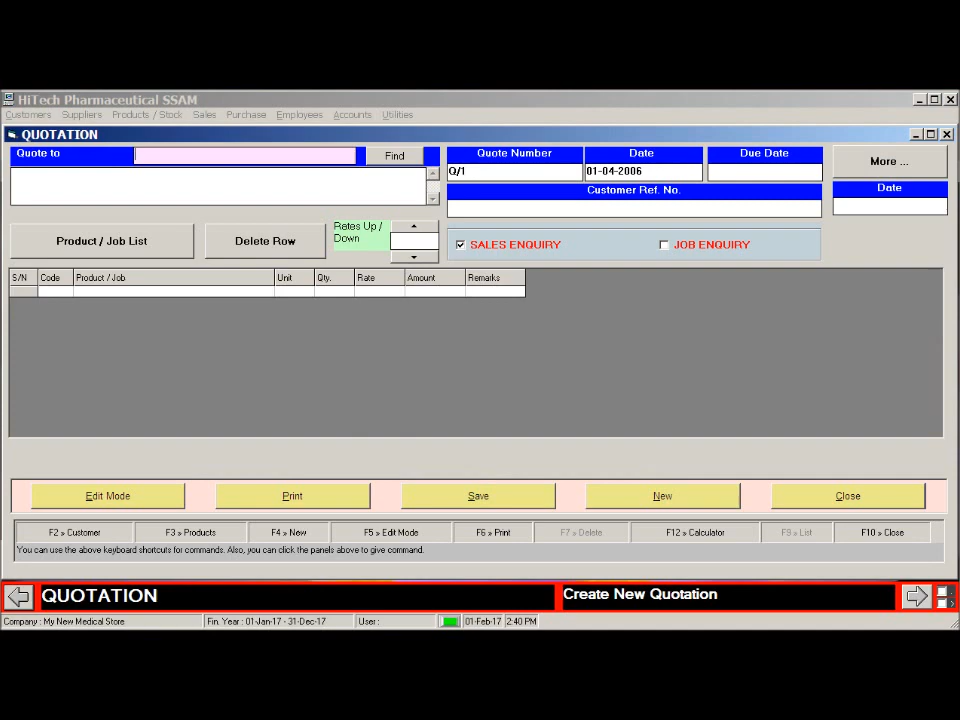 HiTech Pharmaceutical SSAM
Customers Suppliers Products / Stock Sales Purchase Employees Accounts Utilities
QUOTATION
Quote to
Find
Quote Number Date Due Date
More ...
Q/1 01-04-2006
Customer Ref. No.
Date
Product / Job List
Delete Row
Rates Up /
Down
SALES ENQUIRY
JOB ENQUIRY
S/N Code Product / Job Unit Qty. Rate Amount Remarks
Edit Mode Print Save New Close
F2 » Customer F3 » Products F4 » New F5 » Edit Mode F6 » Print F7 » Delete F12 » Calculator F9 » List F10 » Close
You can use the above keyboard shortcuts for commands. Also, you can click the panels above to give command.
QUOTATION
Create New Quotation
Company : My New Medical Store Fin. Year : 01-Jan-17 - 31-Dec-17 User : 01-Feb-17 2:40 PM